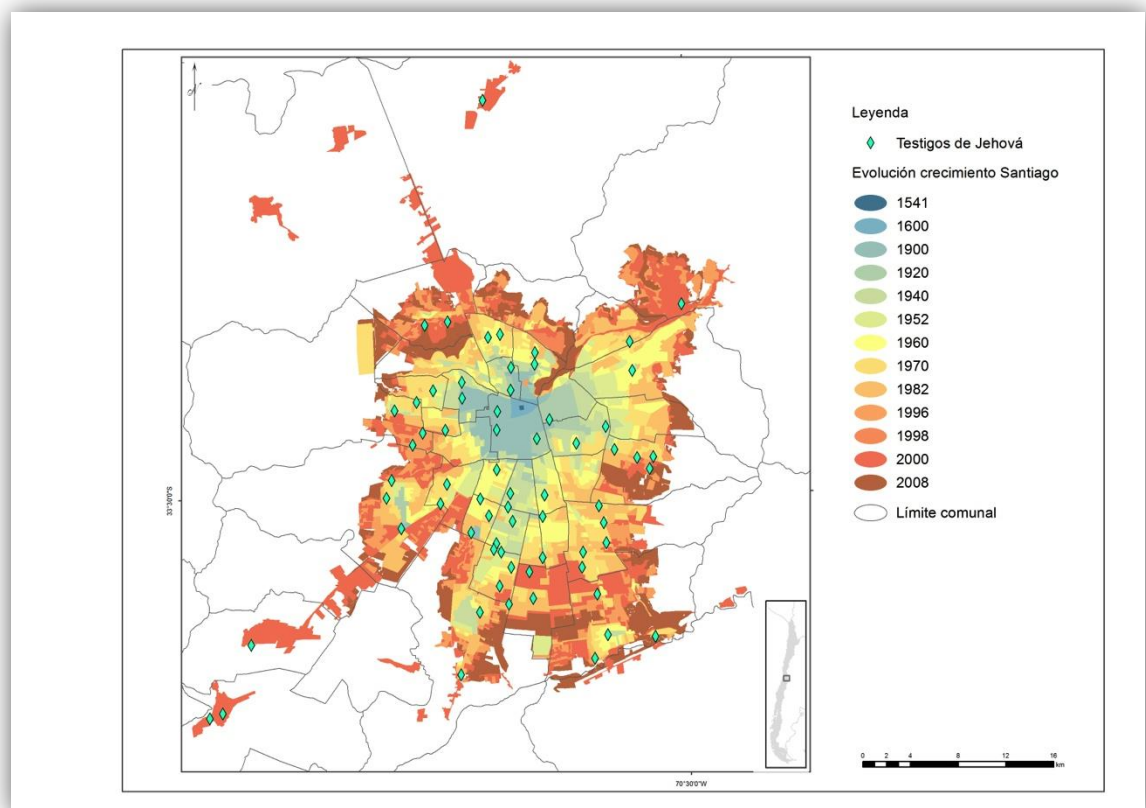 Leyenda
Testigos de Jehová
Evolución crecimiento Santiago
1541
1600
1900
1920
1940
1952
1960
1970
1982
1996
1998
2000
2008
Límite comunal
33°30'0"S
70°30'0"W
0 1 2 4 8 12 16
km